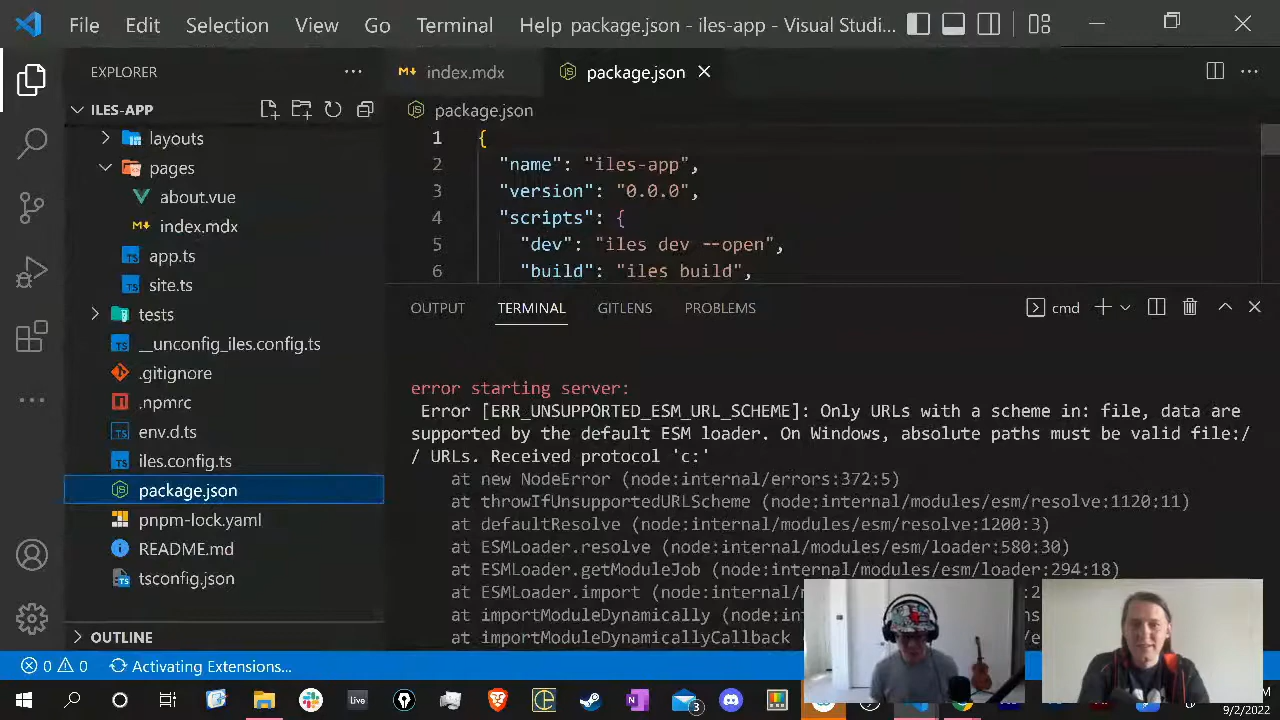 File Edit Selection View Go Terminal Help package.json - iles-app - Visual Studi...
EXPLORER
index.mdx
package.json
ILES-APP
package.json
layouts
pages
about.vue
index.mdx
app.ts
site.ts
tests
__unconfig_iles.config.ts
.gitignore
.npmrc
env.d.ts
iles.config.ts
package.json
pnpm-lock.yaml
README.md
tsconfig.json
OUTLINE
1 {
2 "name": "iles-app",
3 "version": "0.0.0",
4 "scripts": {
5 "dev": "iles dev --open",
6 "build": "iles build",
OUTPUT TERMINAL GITLENS PROBLEMS
cmd
error starting server:
Error [ERR_UNSUPPORTED_ESM_URL_SCHEME]: Only URLs with a scheme in: file, data are
supported by the default ESM loader. On Windows, absolute paths must be valid file:/
/ URLs. Received protocol 'c:'
at new NodeError (node:internal/errors:372:5)
at throwIfUnsupportedURLScheme (node:internal/modules/esm/resolve:1120:11)
at defaultResolve (node:internal/modules/esm/resolve:1200:3)
at ESMLoader.resolve (node:internal/modules/esm/loader:580:30)
at ESMLoader.getModuleJob (node:internal/modules/esm/loader:294:18)
at ESMLoader.import (node:internal/modules/esm/loader:2
at importModuleDynamically (node:in
at importModuleDynamicallyCallback (
0 0 Activating Extensions...
Live
3
9/2/2022